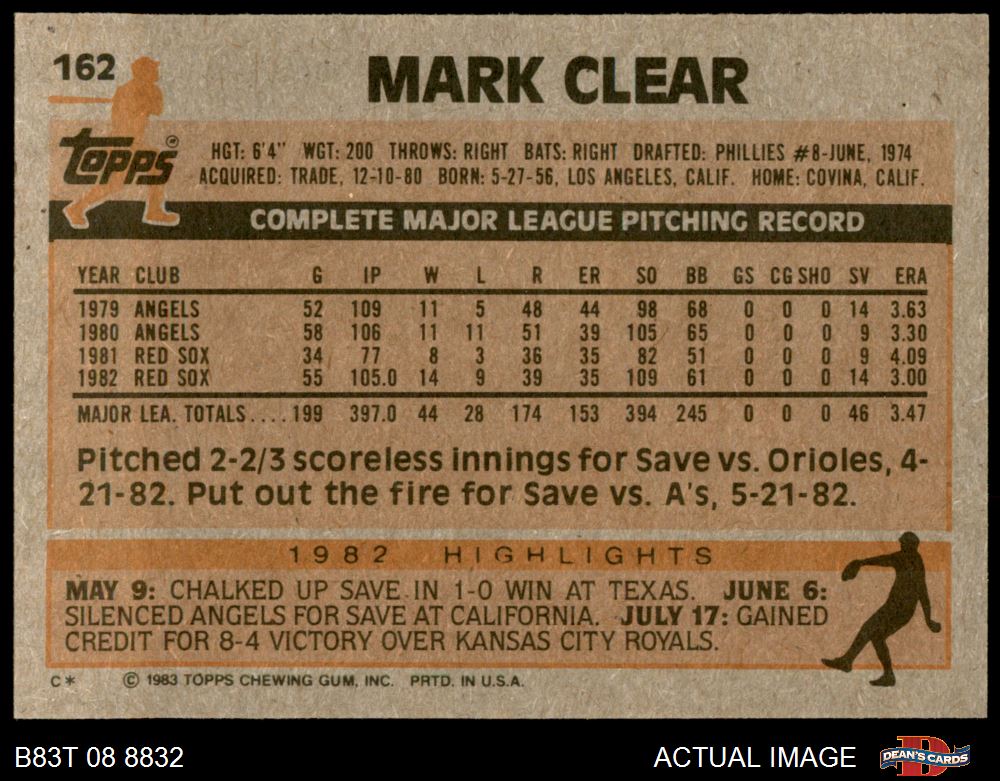 162
MARK CLEAR
Topps ®
HGT: 6'4" WGT: 200 THROWS: RIGHT BATS: RIGHT DRAFTED: PHILLIES #8-JUNE, 1974
ACQUIRED: TRADE, 12-10-80 BORN: 5-27-56, LOS ANGELES, CALIF. HOME: COVINA, CALIF.
COMPLETE MAJOR LEAGUE PITCHING RECORD
YEAR CLUB G IP W L R ER SO BB GS CG SHO SV ERA
1979 ANGELS 52 109 11 5 48 44 98 68 0 0 0 14 3.63
1980 ANGELS 58 106 11 11 51 39 105 65 0 0 0 9 3.30
1981 RED SOX 34 77 8 3 36 35 82 51 0 0 0 9 4.09
1982 RED SOX 55 105.0 14 9 39 35 109 61 0 0 0 14 3.00
MAJOR LEA. TOTALS.... 199 397.0 44 28 174 153 394 245 0 0 0 46 3.47
Pitched 2-2/3 scoreless innings for Save vs. Orioles, 4-
21-82. Put out the fire for Save vs. A's, 5-21-82.
1982 HIGHLIGHTS
MAY 9: CHALKED UP SAVE IN 1-0 WIN AT TEXAS. JUNE 6:
SILENCED ANGELS FOR SAVE AT CALIFORNIA. JULY 17: GAINED
CREDIT FOR 8-4 VICTORY OVER KANSAS CITY ROYALS.
C* © 1983 TOPPS CHEWING GUM, INC. PRTD. IN U.S.A.
B83T 08 8832 ACTUAL IMAGE DEAN'S CARDS